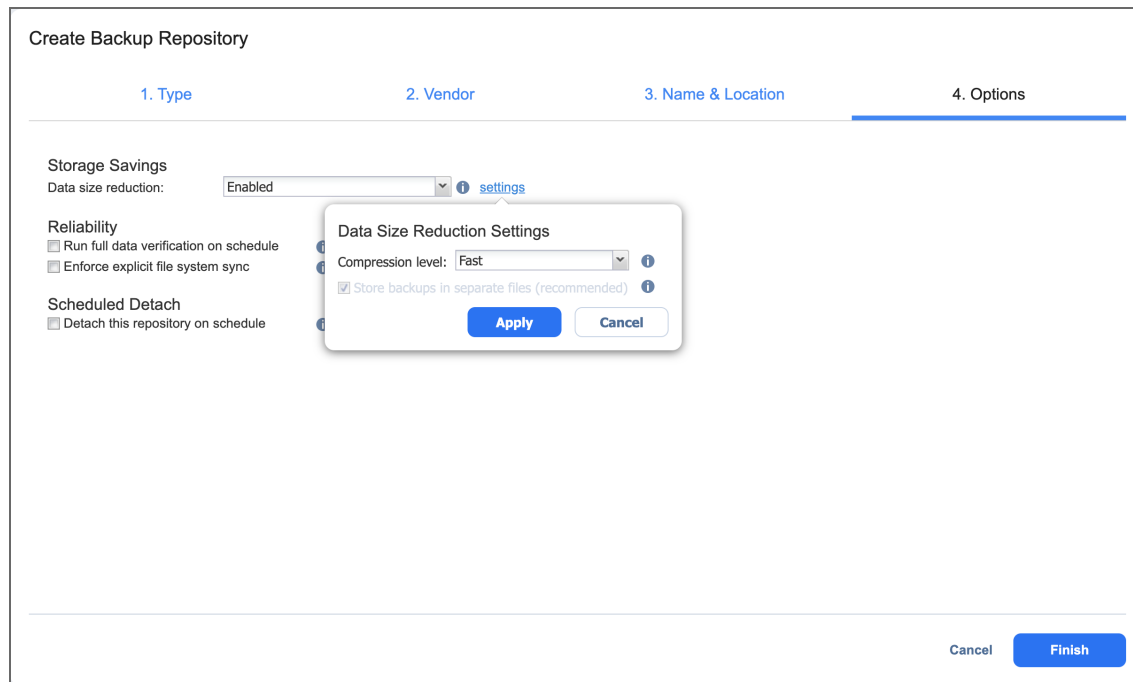 Create Backup Repository
1. Type
2. Vendor
3. Name & Location
4. Options
Storage Savings
Data size reduction: Enabled settings
Reliability
Run full data verification on schedule
Enforce explicit file system sync
Scheduled Detach
Detach this repository on schedule
Data Size Reduction Settings
Compression level: Fast
Store backups in separate files (recommended)
Apply Cancel
Cancel Finish